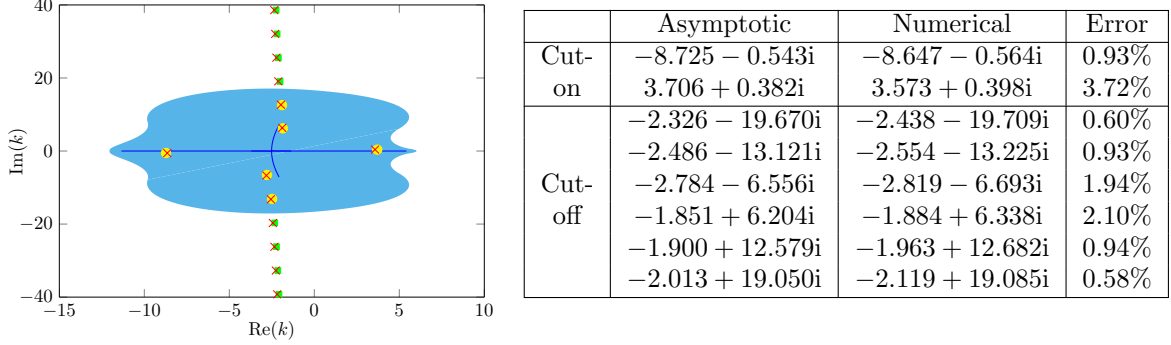 40
20
0
−20
−40
−15 −10 −5 0 5 10
Re(k)
Im(k)
Asymptotic Numerical Error
Cut- −8.725 − 0.543i −8.647 − 0.564i 0.93%
on 3.706 + 0.382i 3.573 + 0.398i 3.72%
−2.326 − 19.670i −2.438 − 19.709i 0.60%
−2.486 − 13.121i −2.554 − 13.225i 0.93%
Cut- −2.784 − 6.556i −2.819 − 6.693i 1.94%
off −1.851 + 6.204i −1.884 + 6.338i 2.10%
−1.900 + 12.579i −1.963 + 12.682i 0.94%
−2.013 + 19.050i −2.119 + 19.085i 0.58%